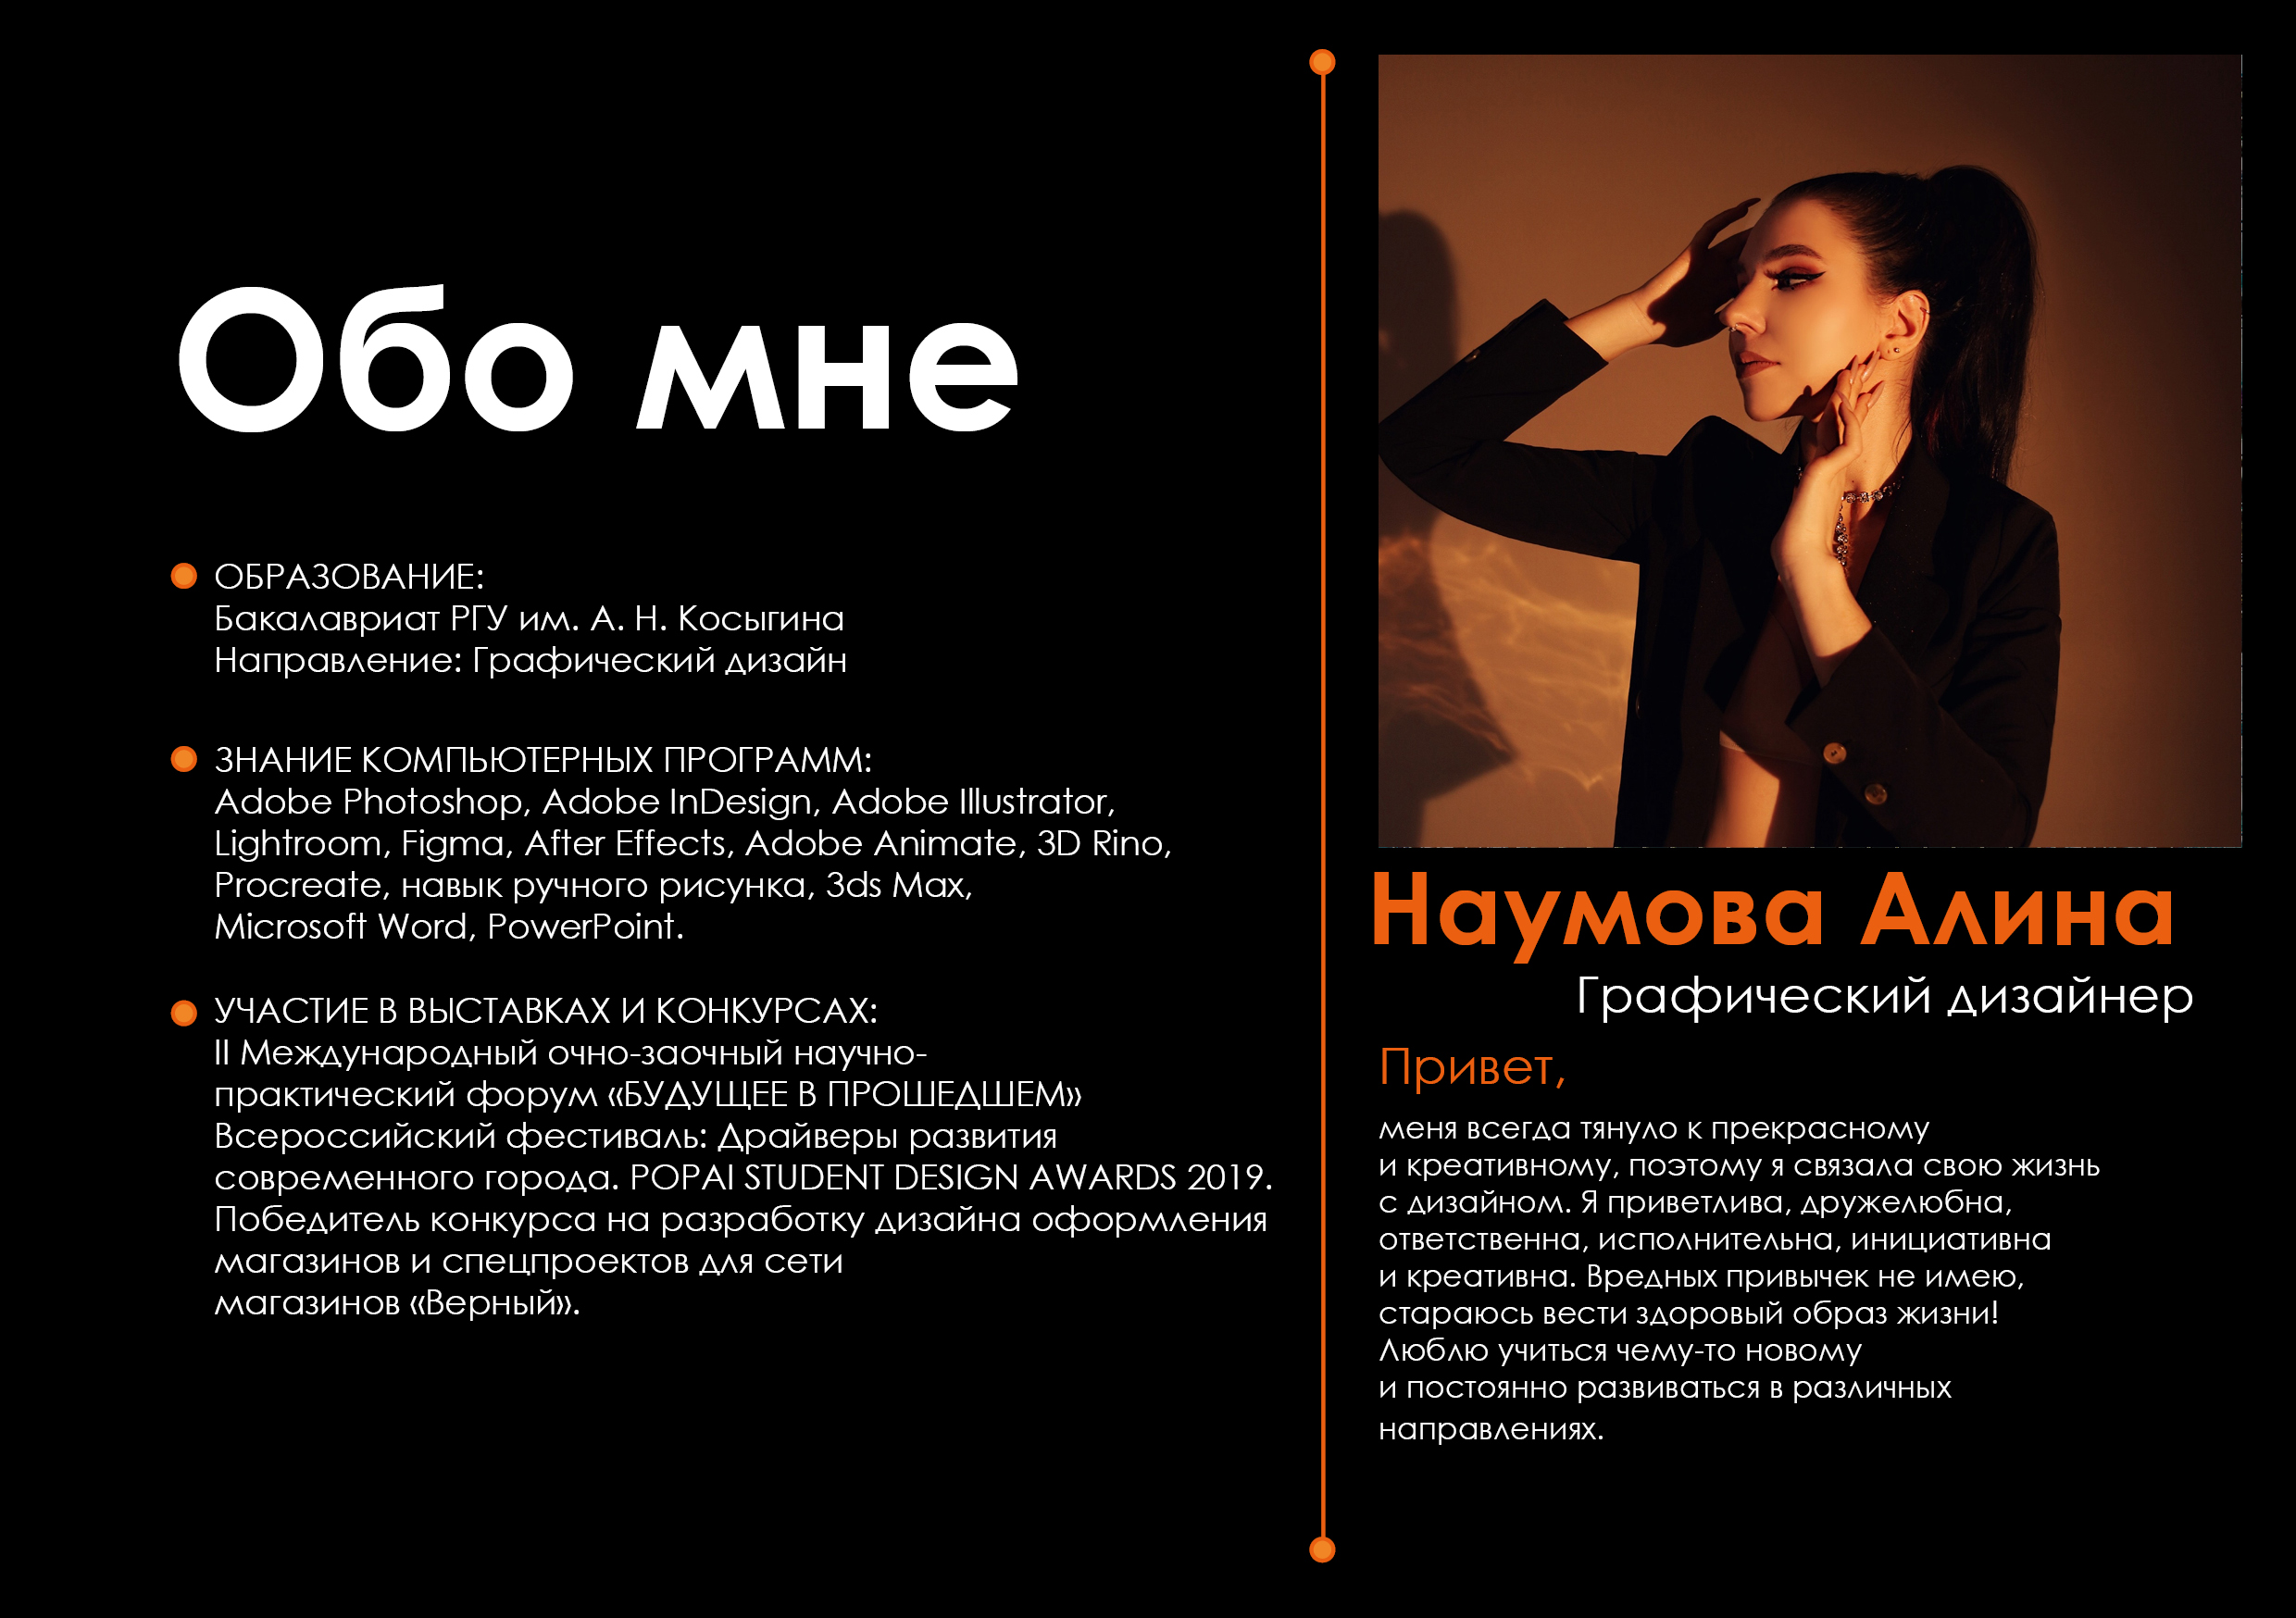 Обо мне
ОБРАЗОВАНИЕ:
Бакалавриат РГУ им. А. Н. Косыгина
Направление: Графический дизайн
ЗНАНИЕ КОМПЬЮТЕРНЫХ ПРОГРАММ:
Adobe Photoshop, Adobe InDesign, Adobe Illustrator,
Lightroom, Figma, After Effects, Adobe Animate, 3D Rino,
Procreate, навык ручного рисунка, 3ds Max,
Microsoft Word, PowerPoint.
УЧАСТИЕ В ВЫСТАВКАХ И КОНКУРСАХ:
II Международный очно-заочный научно-
практический форум «БУДУЩЕЕ В ПРОШЕДШЕМ»
Всероссийский фестиваль: Драйверы развития
современного города. POPAI STUDENT DESIGN AWARDS 2019.
Победитель конкурса на разработку дизайна оформления
магазинов и спецпроектов для сети
магазинов «Верный».
Наумова Алина
Графический дизайнер
Привет,
меня всегда тянуло к прекрасному
и креативному, поэтому я связала свою жизнь
с дизайном. Я приветлива, дружелюбна,
ответственна, исполнительна, инициативна
и креативна. Вредных привычек не имею,
стараюсь вести здоровый образ жизни!
Люблю учиться чему-то новому
и постоянно развиваться в различных
направлениях.